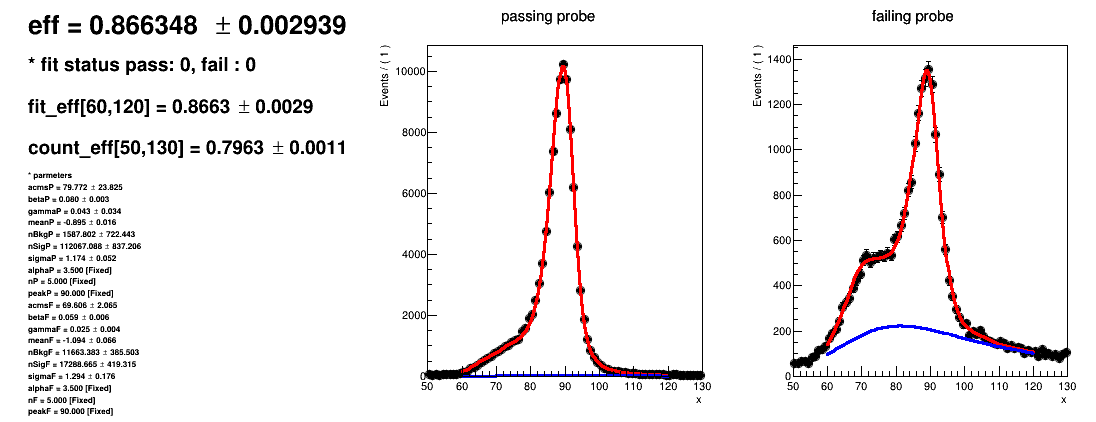 eff = 0.866348 ± 0.002939
* fit status pass: 0, fail : 0
fit_eff[60,120] = 0.8663 ± 0.0029
count_eff[50,130] = 0.7963 ± 0.0011
* parmeters
acmsP = 79.772 ± 23.825
betaP = 0.080 ± 0.003
gammaP = 0.043 ± 0.034
meanP = -0.895 ± 0.016
nBkgP = 1587.802 ± 722.443
nSigP = 112067.088 ± 837.206
sigmaP = 1.174 ± 0.052
alphaP = 3.500 [Fixed]
nP = 5.000 [Fixed]
peakP = 90.000 [Fixed]
acmsF = 69.606 ± 2.065
betaF = 0.059 ± 0.006
gammaF = 0.025 ± 0.004
meanF = -1.094 ± 0.066
nBkgF = 11663.383 ± 385.503
nSigF = 17288.665 ± 419.315
sigmaF = 1.294 ± 0.176
alphaF = 3.500 [Fixed]
nF = 5.000 [Fixed]
peakF = 90.000 [Fixed]
passing probe
Events / ( 1 )
10000
8000
6000
4000
2000
0
50 60 70 80 90 100 110 120 130
x
failing probe
Events / ( 1 )
1400
1200
1000
800
600
400
200
0
50 60 70 80 90 100 110 120 130
x